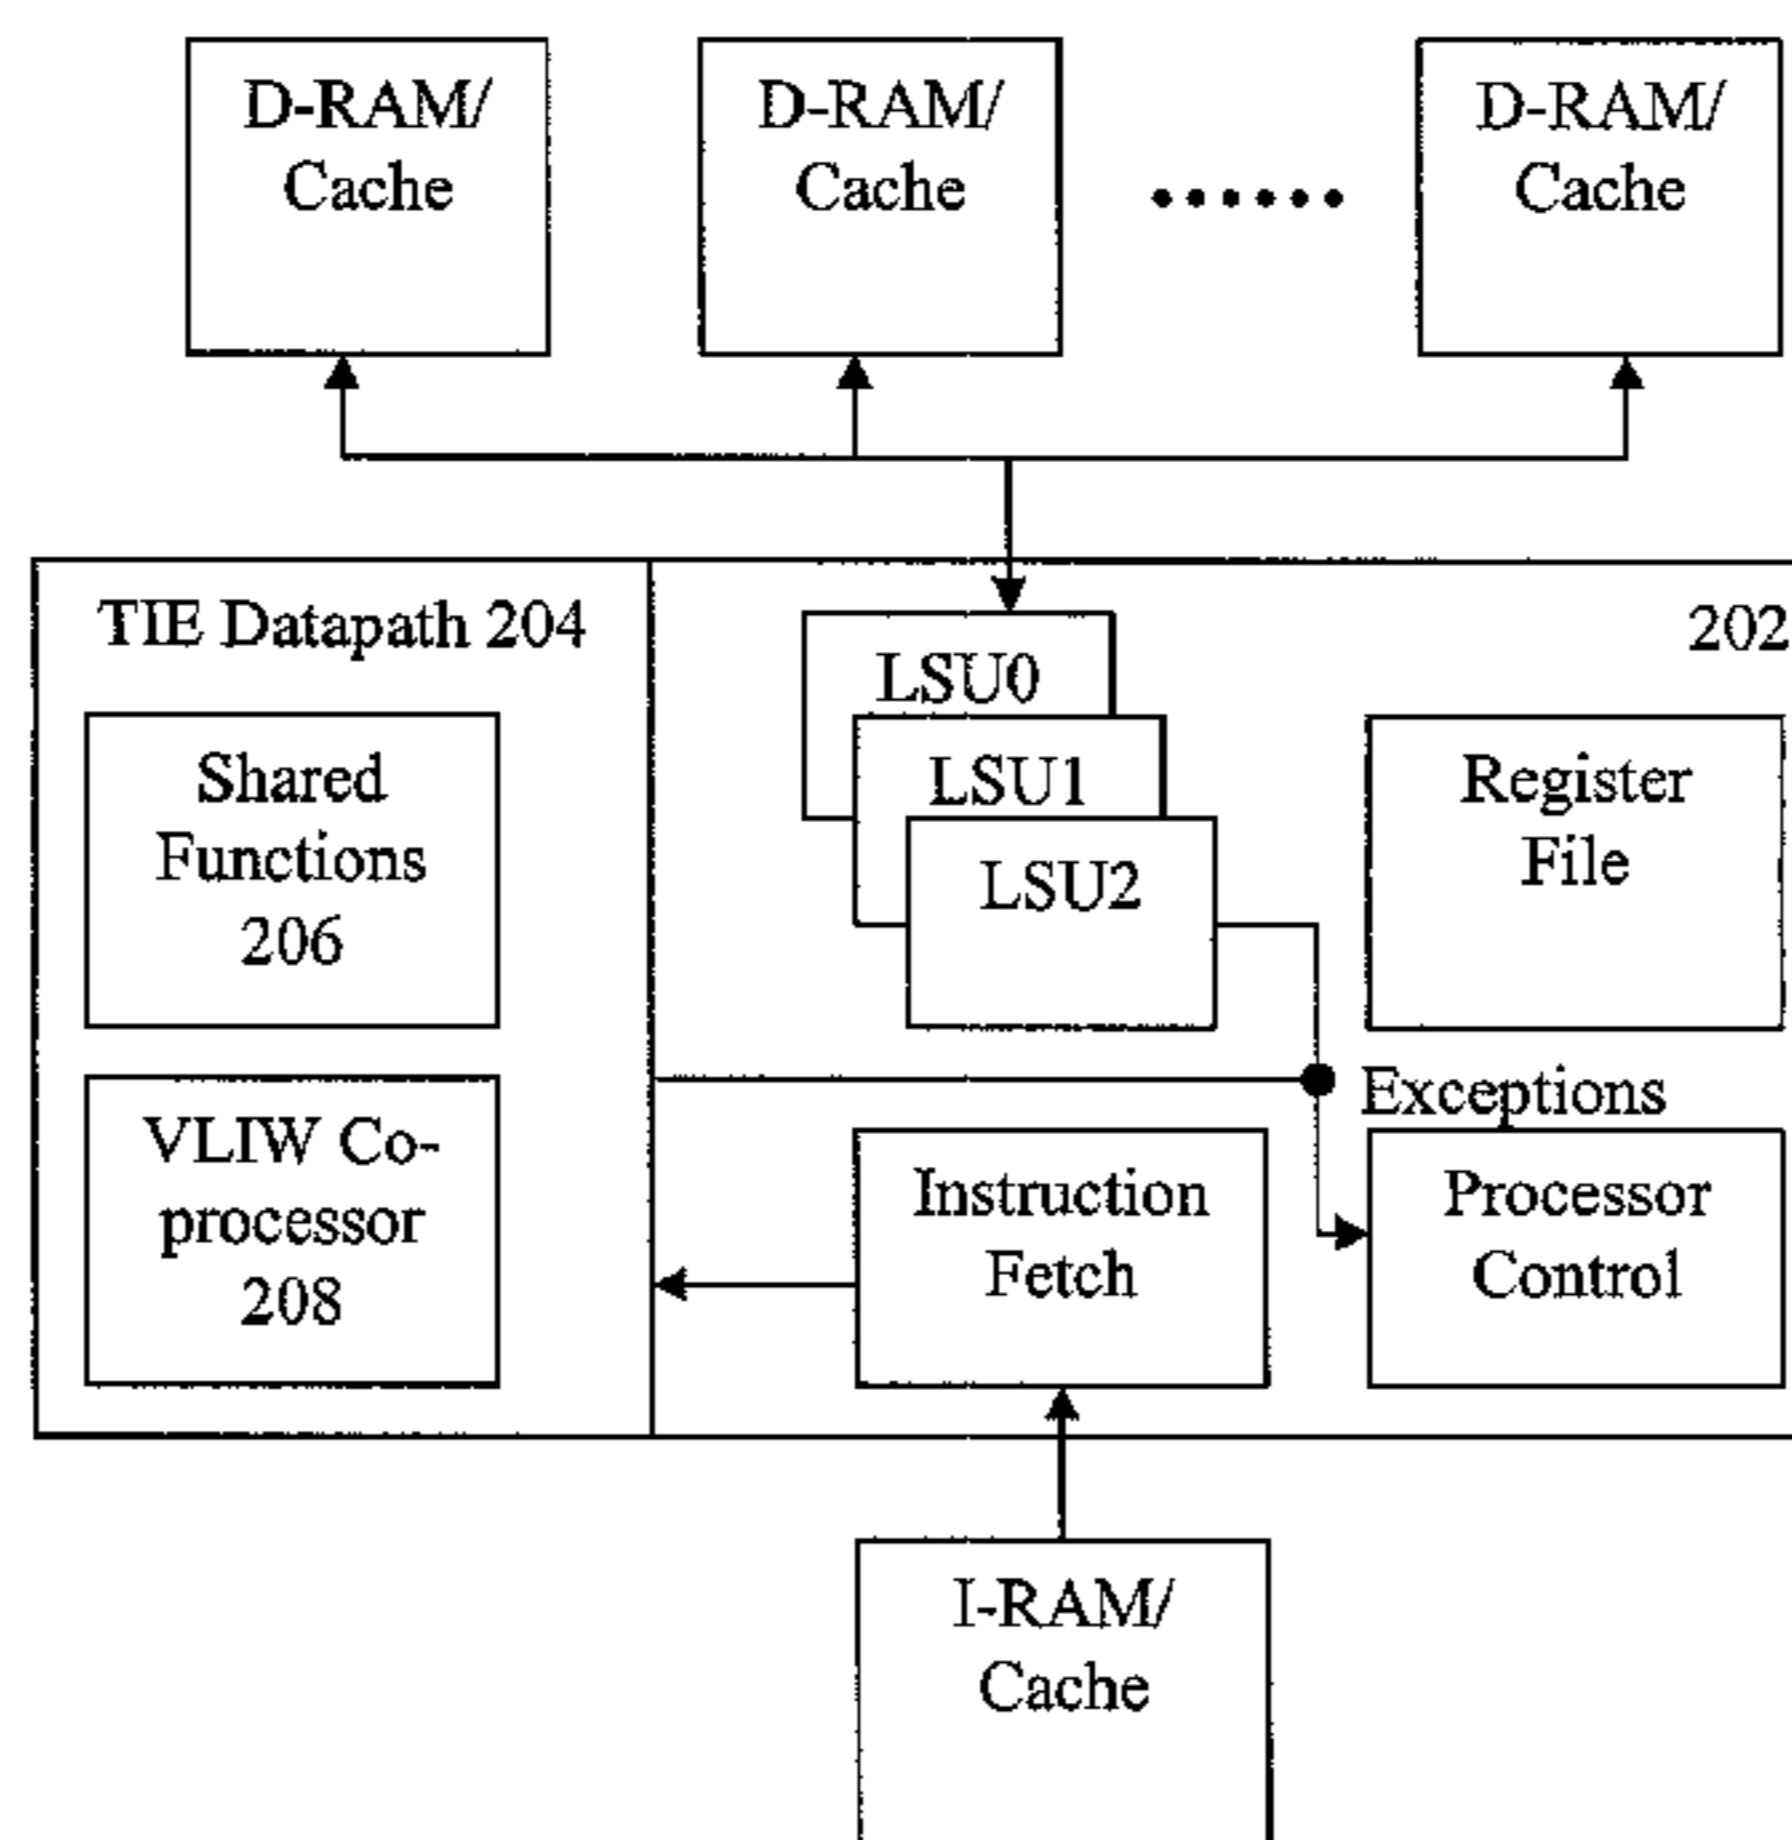 D-RAM/
Cache
D-RAM/
Cache
D-RAM/
Cache
TIE Datapath 204
202
LSU0
LSU1
LSU2
Shared
Functions
206
Register
File
Exceptions
VLIW Co-
processor
208
Instruction
Fetch
Processor
Control
I-RAM/
Cache